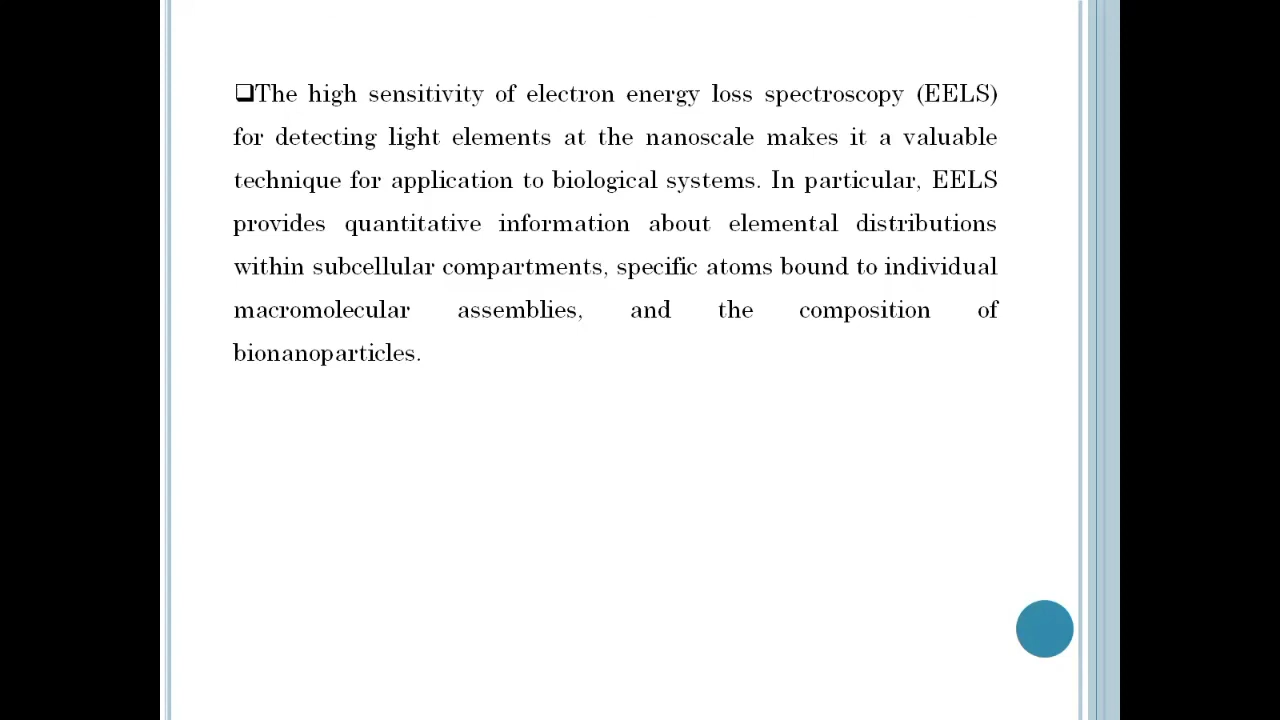 ❑The high sensitivity of electron energy loss spectroscopy (EELS)
for detecting light elements at the nanoscale makes it a valuable
technique for application to biological systems. In particular, EELS
provides quantitative information about elemental distributions
within subcellular compartments, specific atoms bound to individual
macromolecular assemblies, and the composition of
bionanoparticles.